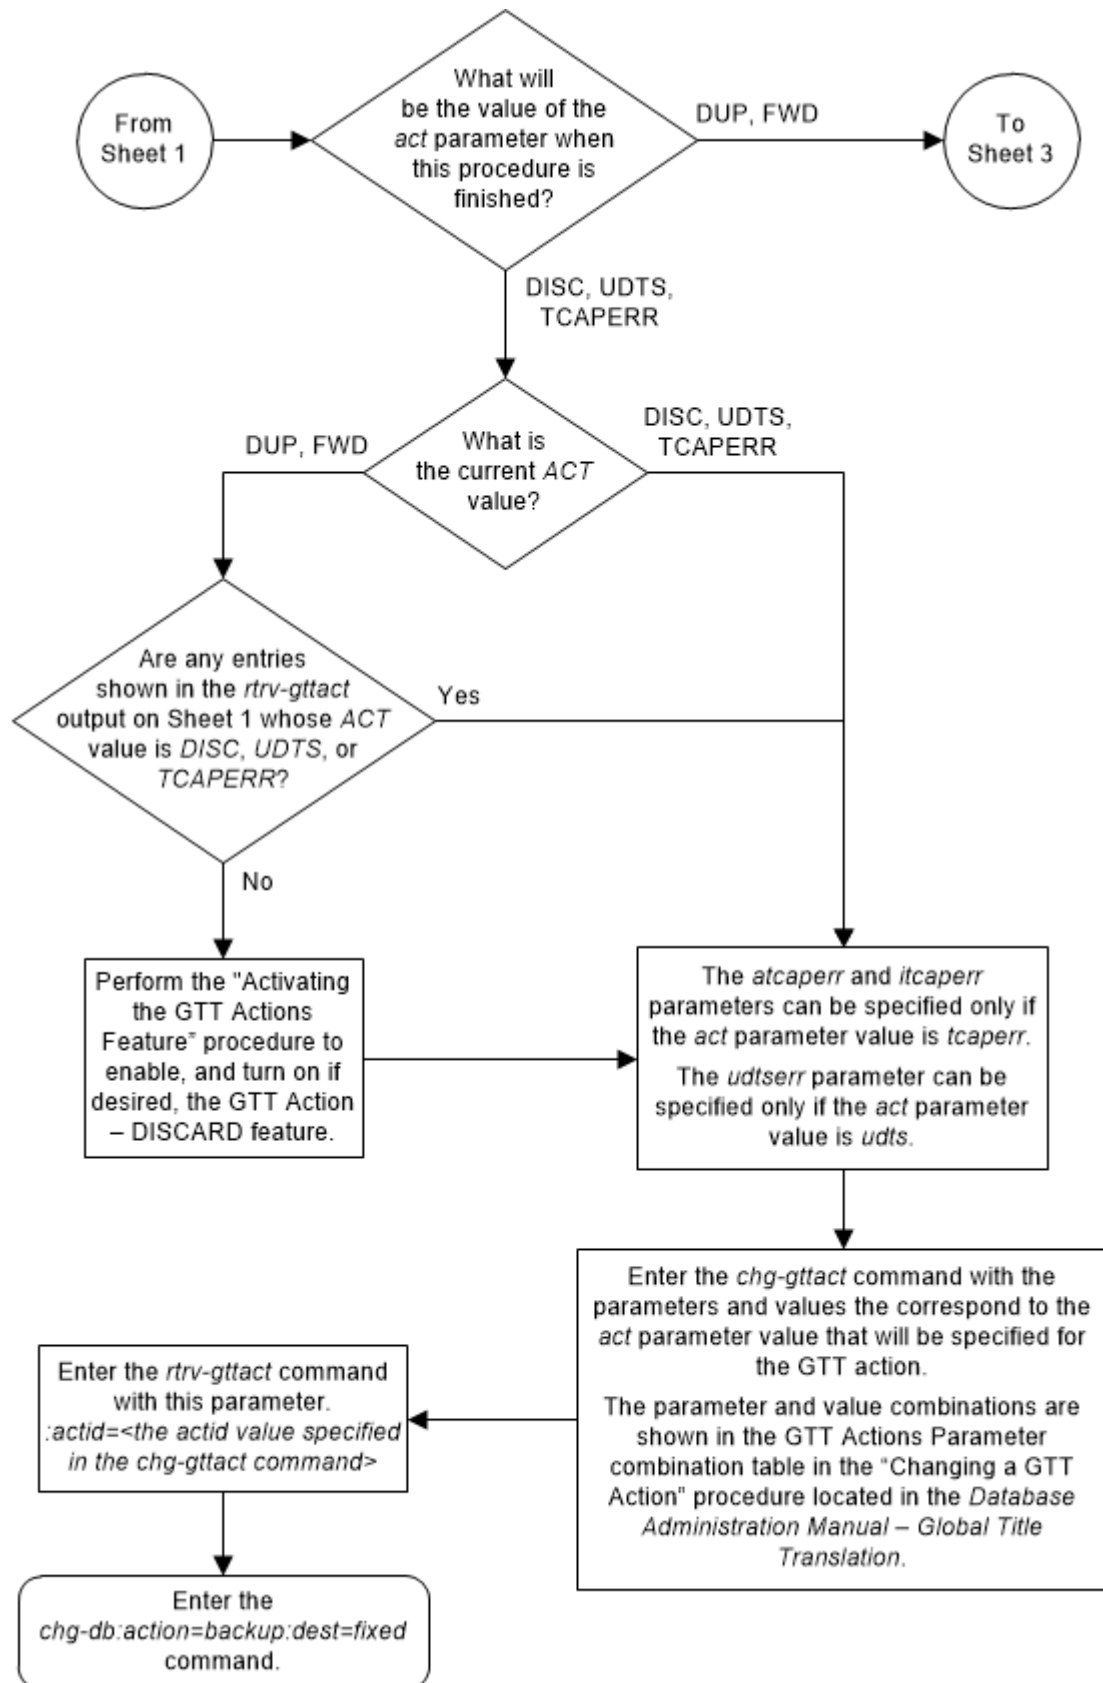 From
Sheet 1
What will
be the value of the
act parameter when
this procedure is
finished?
DUP, FWD
To
Sheet 3
DISC, UDTS,
TCAPERR
What is
the current ACT
value?
DUP, FWD
DISC, UDTS,
TCAPERR
Are any entries
shown in the rtrv-gttact
output on Sheet 1 whose ACT
value is DISC, UDTS, or
TCAPERR?
Yes
No
Perform the "Activating
the GTT Actions
Feature” procedure to
enable, and turn on if
desired, the GTT Action
– DISCARD feature.
The atcaperr and itcaperr
parameters can be specified only if
the act parameter value is tcaperr.
The udtserr parameter can be
specified only if the act parameter
value is udts.
Enter the chg-gttact command with the
parameters and values the correspond to the
act parameter value that will be specified for
the GTT action.
The parameter and value combinations are
shown in the GTT Actions Parameter
combination table in the “Changing a GTT
Action” procedure located in the Database
Administration Manual – Global Title
Translation.
Enter the rtrv-gttact command
with this parameter.
:actid=<the actid value specified
in the chg-gttact command>
Enter the
chg-db:action=backup:dest=fixed
command.